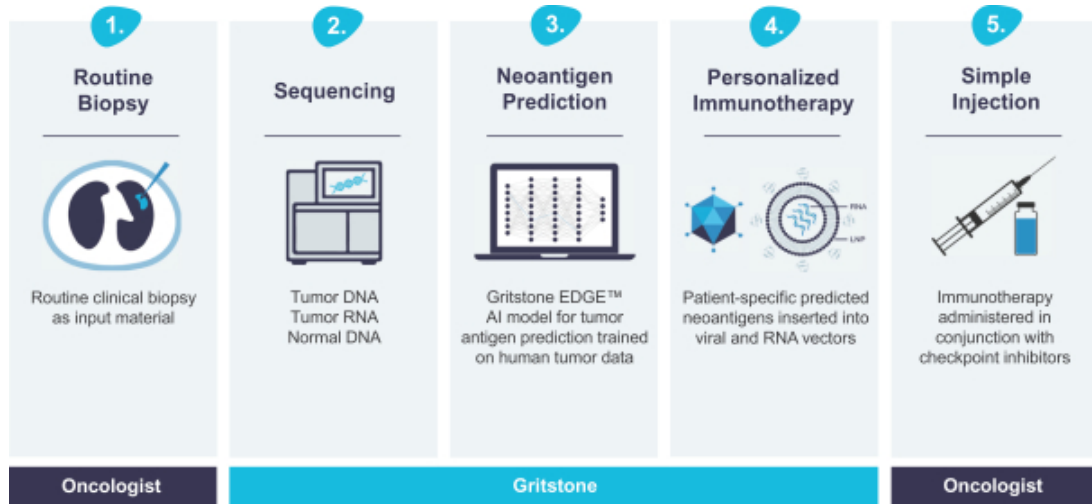 1.
Routine
Biopsy
Routine clinical biopsy
as input material
2.
Sequencing
Tumor DNA
Tumor RNA
Normal DNA
3.
Neoantigen
Prediction
Gritstone EDGE™
AI model for tumor
antigen prediction trained
on human tumor data
4.
Personalized
Immunotherapy
RNA
LNP
Patient-specific predicted
neoantigens inserted into
viral and RNA vectors
5.
Simple
Injection
Immunotherapy
administered in
conjunction with
checkpoint inhibitors
Oncologist
Gritstone
Oncologist